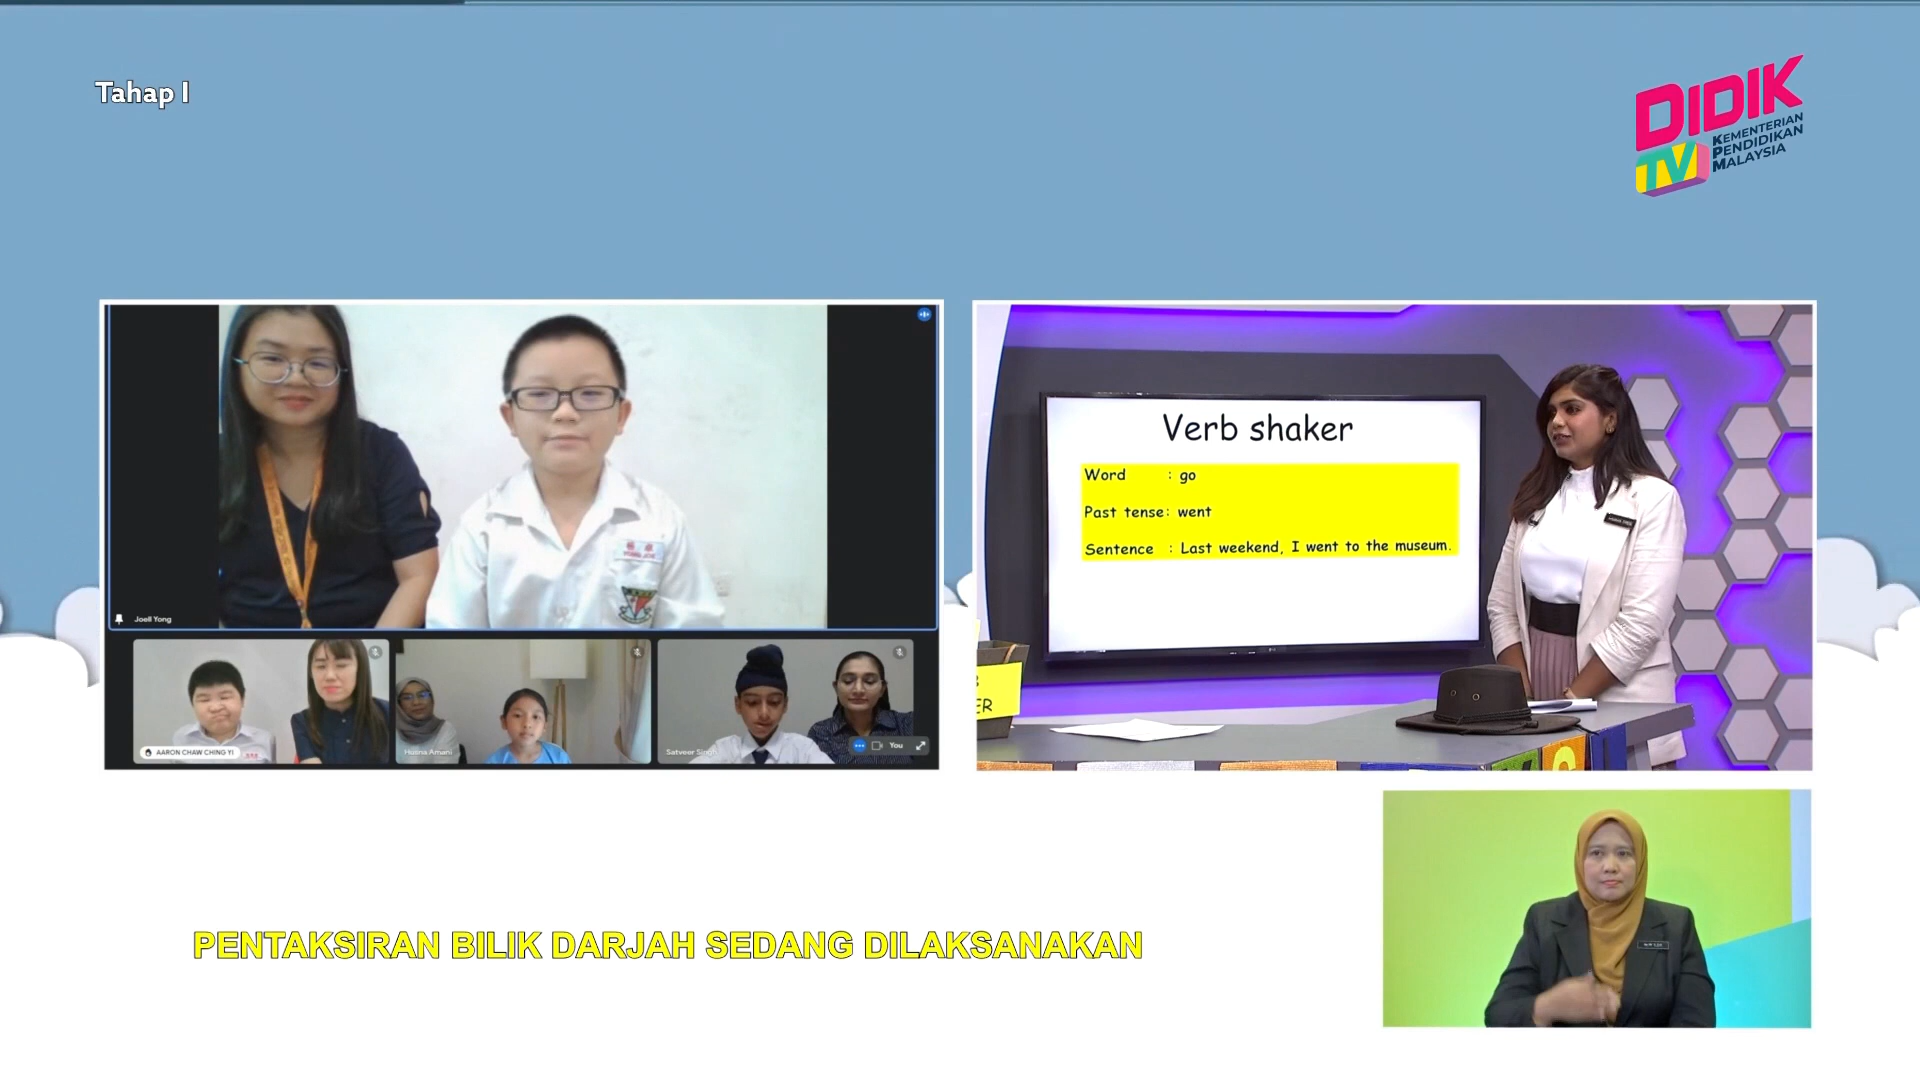 Tahap I
DIDIK
TV
KEMENTERIAN
PENDIDIKAN
MALAYSIA
Joell Yong
AARON CHAW CHING YI
Husna Amani
Satveer Singh
You
Verb shaker
Word : go
Past tense: went
Sentence : Last weekend, I went to the museum.
ER
PENTAKSIRAN BILIK DARJAH SEDANG DILAKSANAKAN